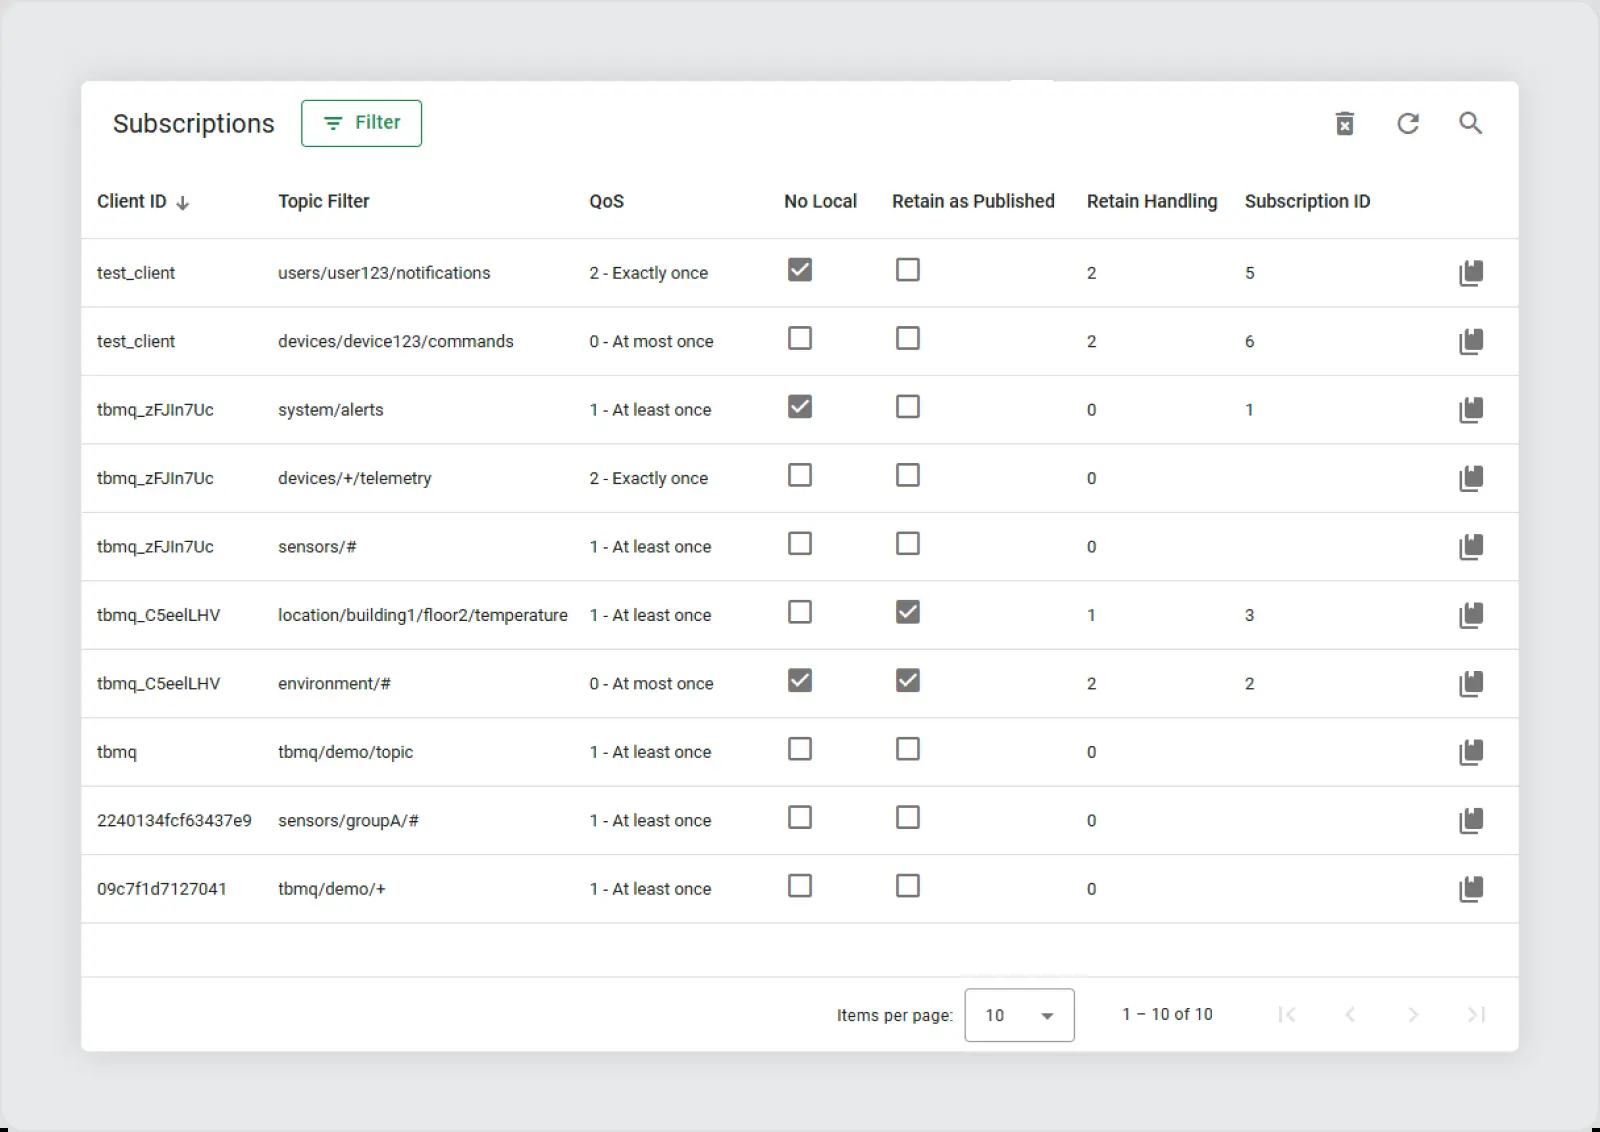 Subscriptions Filter
Client ID Topic Filter QoS No Local Retain as Published Retain Handling Subscription ID
test_client users/user123/notifications 2 - Exactly once 2 5
test_client devices/device123/commands 0 - At most once 2 6
tbmq_zFJIn7Uc system/alerts 1 - At least once 0 1
tbmq_zFJIn7Uc devices/+/telemetry 2 - Exactly once 0
tbmq_zFJIn7Uc sensors/# 1 - At least once 0
tbmq_C5eelLHV location/building1/floor2/temperature 1 - At least once 1 3
tbmq_C5eelLHV environment/# 0 - At most once 2 2
tbmq tbmq/demo/topic 1 - At least once 0
2240134fcf63437e9 sensors/groupA/# 1 - At least once 0
09c7f1d7127041 tbmq/demo/+ 1 - At least once 0
Items per page: 10 1 – 10 of 10